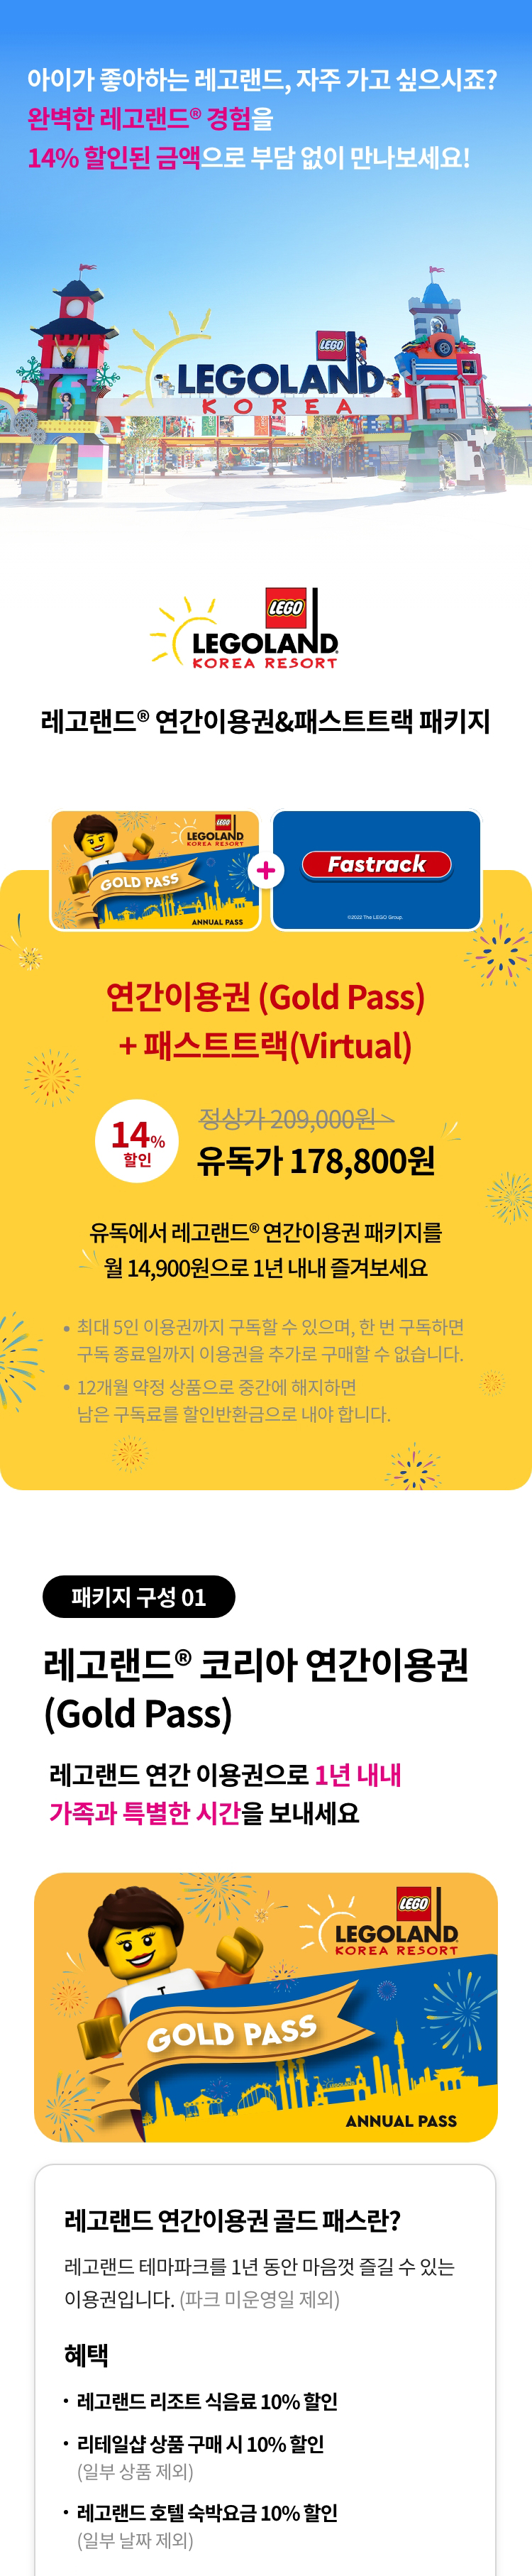 아이가 좋아하는 레고랜드, 자주 가고 싶으시죠?
완벽한 레고랜드® 경험을
14% 할인된 금액으로 부담 없이 만나보세요!
LEGO
LEGOLAND
KOREA
LEGO
LEGOLAND
KOREA RESORT
레고랜드® 연간이용권&패스트트랙 패키지
LEGO
LEGOLAND
KOREA RESORT
GOLD PASS
ANNUAL PASS
+
Fastrack
©2022 The LEGO Group.
연간이용권 (Gold Pass)
+ 패스트트랙(Virtual)
14%
할인
정상가 209,000원 >
유독가 178,800원
유독에서 레고랜드® 연간이용권 패키지를
월 14,900원으로 1년 내내 즐겨보세요
• 최대 5인 이용권까지 구독할 수 있으며, 한 번 구독하면
구독 종료일까지 이용권을 추가로 구매할 수 없습니다.
• 12개월 약정 상품으로 중간에 해지하면
남은 구독료를 할인반환금으로 내야 합니다.
패키지 구성 01
레고랜드® 코리아 연간이용권
(Gold Pass)
레고랜드 연간 이용권으로 1년 내내
가족과 특별한 시간을 보내세요
LEGO
LEGOLAND
KOREA RESORT
GOLD PASS
ANNUAL PASS
레고랜드 연간이용권 골드 패스란?
레고랜드 테마파크를 1년 동안 마음껏 즐길 수 있는
이용권입니다. (파크 미운영일 제외)
혜택
· 레고랜드 리조트 식음료 10% 할인
· 리테일샵 상품 구매 시 10% 할인
(일부 상품 제외)
· 레고랜드 호텔 숙박요금 10% 할인
(일부 날짜 제외)